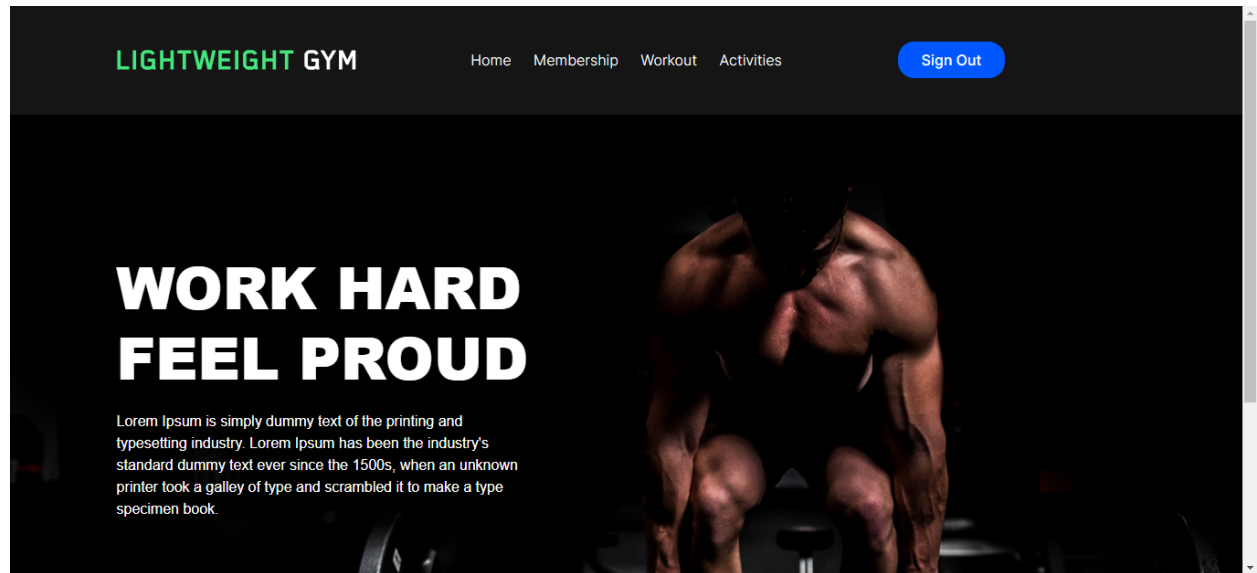 LIGHTWEIGHT GYM
Home Membership Workout Activities
Sign Out
WORK HARD
FEEL PROUD
Lorem Ipsum is simply dummy text of the printing and
typesetting industry. Lorem Ipsum has been the industry's
standard dummy text ever since the 1500s, when an unknown
printer took a galley of type and scrambled it to make a type
specimen book.